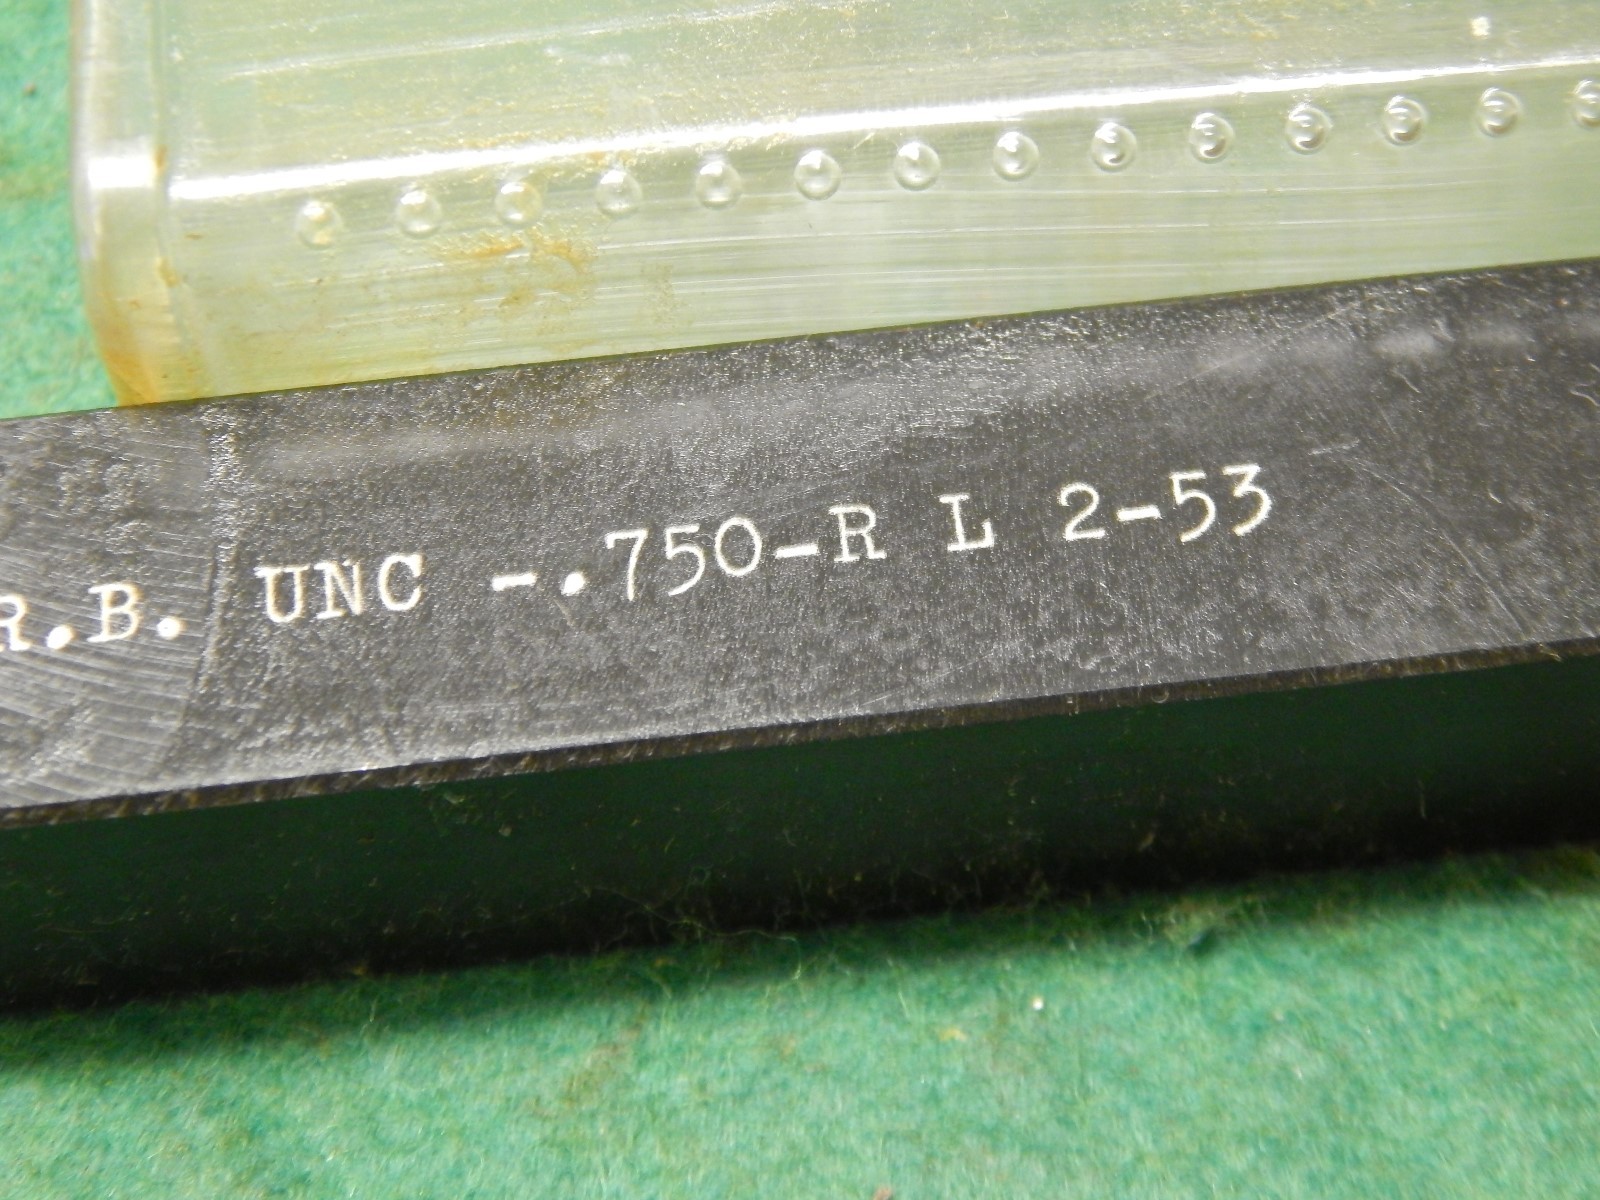 R.B. UNC -.750-R L 2-53